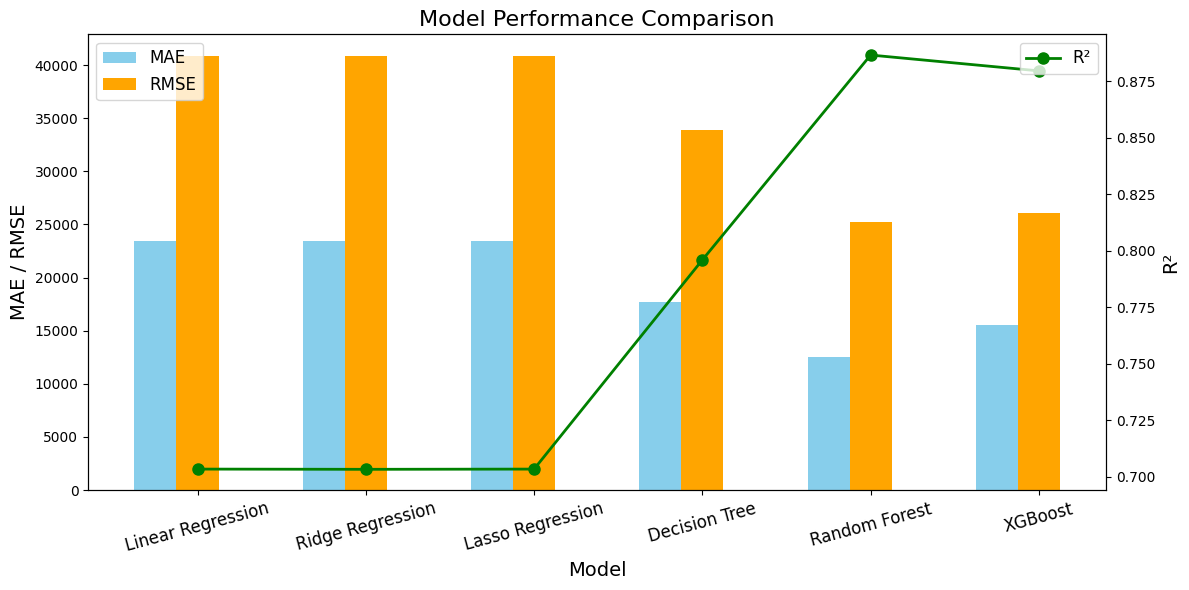 Model Performance Comparison
MAE
RMSE
R²
40000
35000
30000
25000
20000
15000
10000
5000
0
MAE / RMSE
0.875
0.850
0.825
0.800
0.775
0.750
0.725
0.700
R²
Linear Regression
Ridge Regression
Lasso Regression
Decision Tree
Random Forest
XGBoost
Model